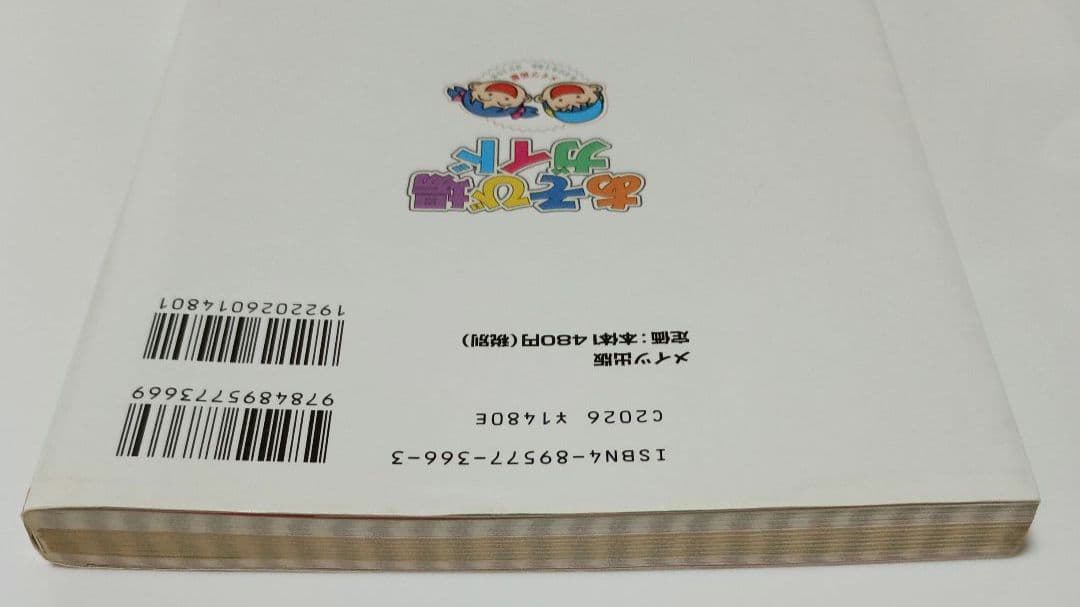 ISBN4-89577-366-3
C2026 ¥1480E
メイツ出版
定価：本体1480円(税別)
9784895773669
1922026014801
あそび場
ガイド